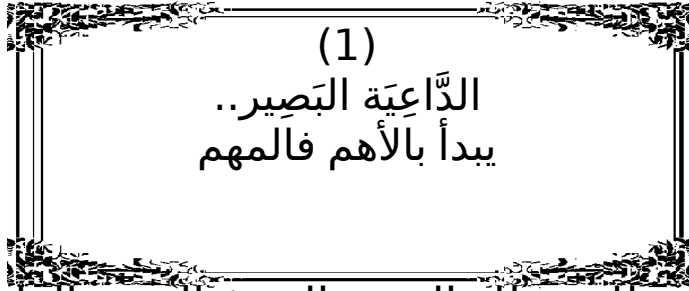 (1)
الدَّاعِيَة البَصِير..
يبدأ بالأهم فالمهم